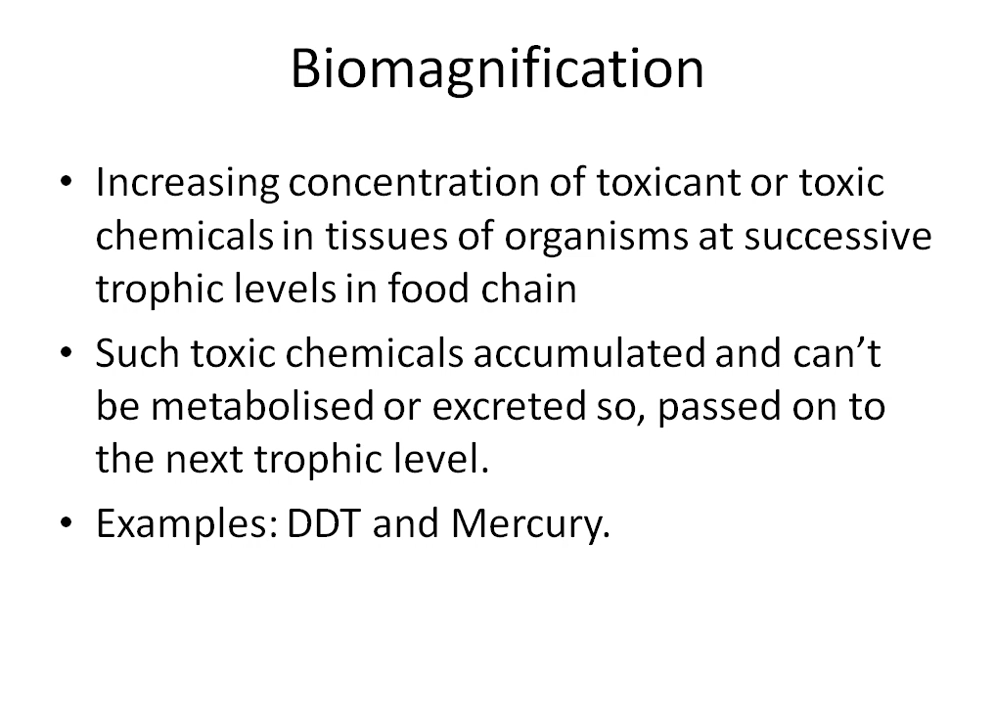 Biomagnification
• Increasing concentration of toxicant or toxic
chemicals in tissues of organisms at successive
trophic levels in food chain
• Such toxic chemicals accumulated and can’t
be metabolised or excreted so, passed on to
the next trophic level.
• Examples: DDT and Mercury.